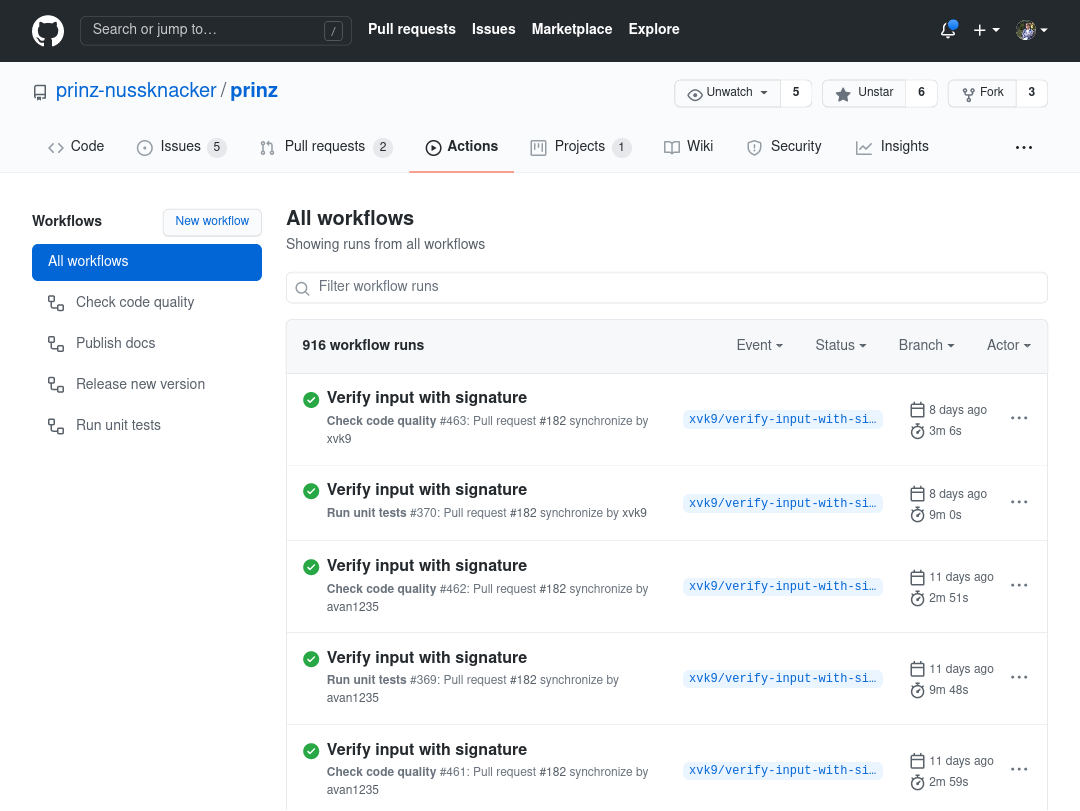 Search or jump to…
/
Pull requests Issues Marketplace Explore
prinz-nussknacker / prinz
Unwatch 5
Unstar 6
Fork 3
Code
Issues 5
Pull requests 2
Actions
Projects 1
Wiki
Security
Insights
Workflows
New workflow
All workflows
Check code quality
Publish docs
Release new version
Run unit tests
All workflows
Showing runs from all workflows
Filter workflow runs
916 workflow runs
Event Status Branch Actor
Verify input with signature
Check code quality #463: Pull request #182 synchronize by
xvk9
xvk9/verify-input-with-si…
8 days ago
3m 6s
Verify input with signature
Run unit tests #370: Pull request #182 synchronize by xvk9
xvk9/verify-input-with-si…
8 days ago
9m 0s
Verify input with signature
Check code quality #462: Pull request #182 synchronize by
avan1235
xvk9/verify-input-with-si…
11 days ago
2m 51s
Verify input with signature
Run unit tests #369: Pull request #182 synchronize by
avan1235
xvk9/verify-input-with-si…
11 days ago
9m 48s
Verify input with signature
Check code quality #461: Pull request #182 synchronize by
avan1235
xvk9/verify-input-with-si…
11 days ago
2m 59s